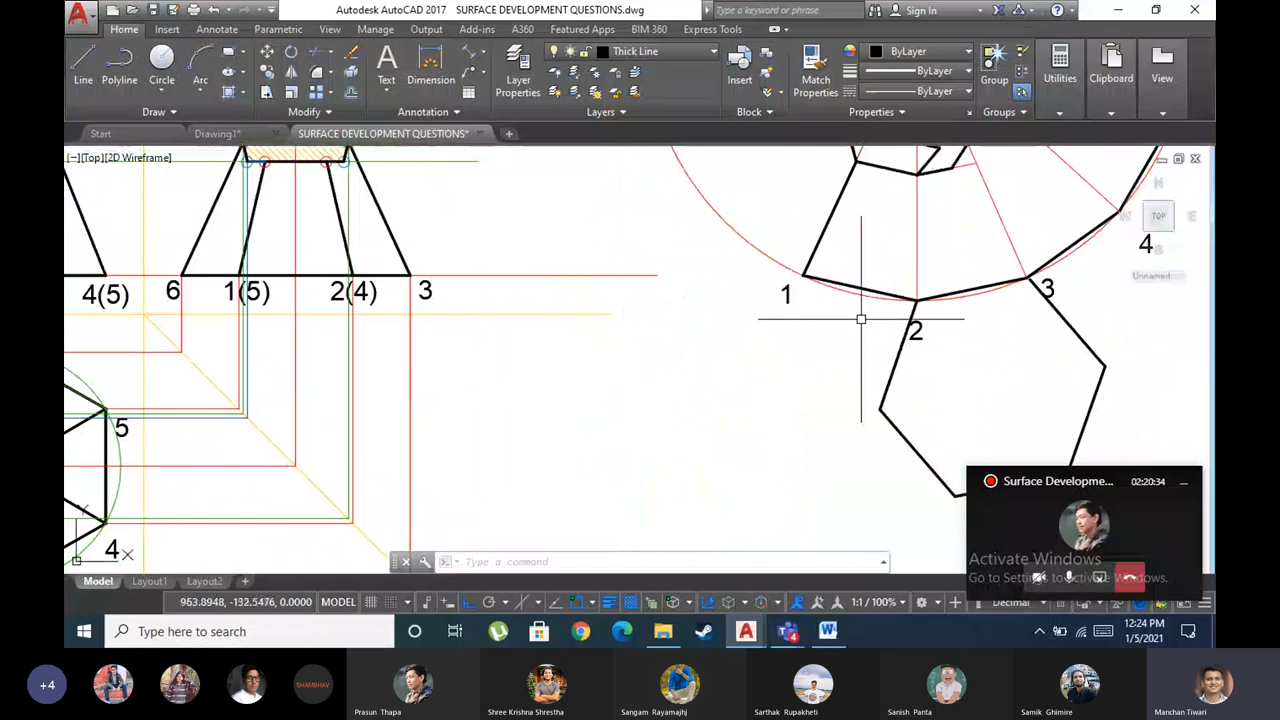 Autodesk AutoCAD 2017 SURFACE DEVELOPMENT QUESTIONS.dwg
Type a keyword or phrase
Sign In
Home Insert Annotate Parametric View Manage Output Add-ins A360 Featured Apps BIM 360 Express Tools
Line Polyline Circle Arc
Text Dimension
Layer Properties
Thick Line
Insert
Match Properties
ByLayer
ByLayer
ByLayer
Group
Utilities
Clipboard
View
Draw Modify Annotation Layers Block Properties Groups
Start Drawing1* SURFACE DEVELOPMENT QUESTIONS*
[−][Top][2D Wireframe]
TOP
N
W
E
S
Unnamed
4(5) 6 1(5) 2(4) 3
1 2 3 4
5
4
Surface Developme... 02:20:34
Activate Windows
Go to Settings to activate Windows.
Type a command
Model Layout1 Layout2
963.8948, -132.5476, 0.0000 MODEL
1:1 / 100%
Decimal
Type here to search
12:24 PM
1/5/2021
+4
SHAMBHAV
Prasun Thapa
Shree Krishna Shrestha
Sangam Rayamajhi
Sarthak Rupakheti
Sanish Panta
Samik Ghimire
Manchan Tiwari